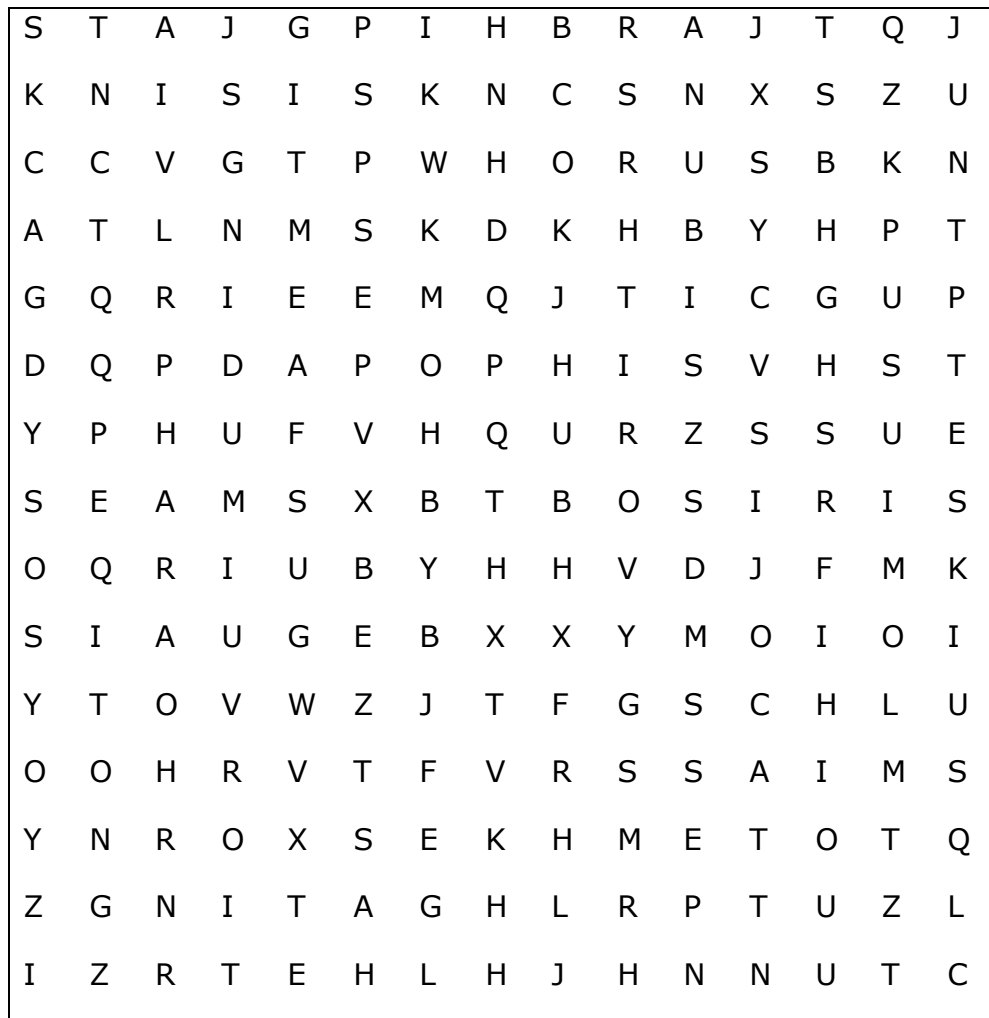 S T A J G P I H B R A J T Q J
K N I S I S K N C S N X S Z U
C C V G T P W H O R U S B K N
A T L N M S K D K H B Y H P T
G Q R I E E M Q J T I C G U P
D Q P D A P O P H I S V H S T
Y P H U F V H Q U R Z S S U E
S E A M S X B T B O S I R I S
O Q R I U B Y H H V D J F M K
S I A U G E B X X Y M O I O I
Y T O V W Z J T F G S C H L U
O O H R V T F V R S S A I M S
Y N R O X S E K H M E T O T Q
Z G N I T A G H L R P T U Z L
I Z R T E H L H J H N N U T C